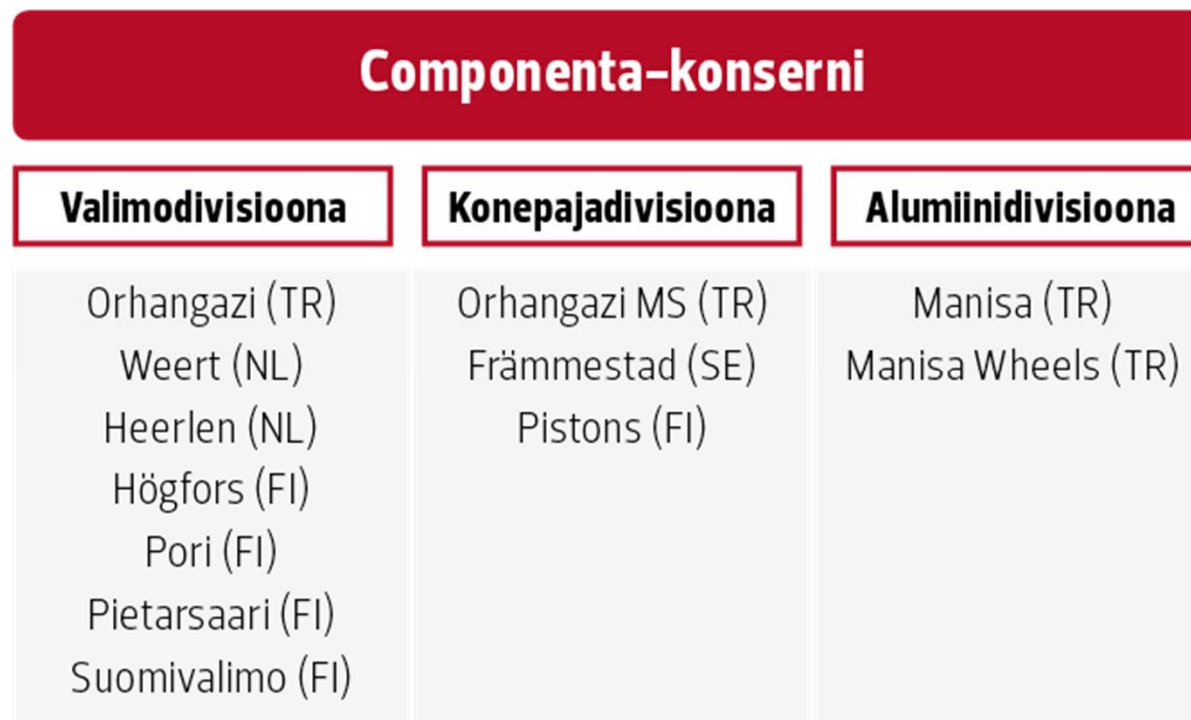 Componenta–konserni
Valimodivisioona
Orhangazi (TR)
Weert (NL)
Heerlen (NL)
Högfors (FI)
Pori (FI)
Pietarsaari (FI)
Suomivalimo (FI)
Konepajadivisioona
Orhangazi MS (TR)
Främmestad (SE)
Pistons (FI)
Alumiinidivisioona
Manisa (TR)
Manisa Wheels (TR)